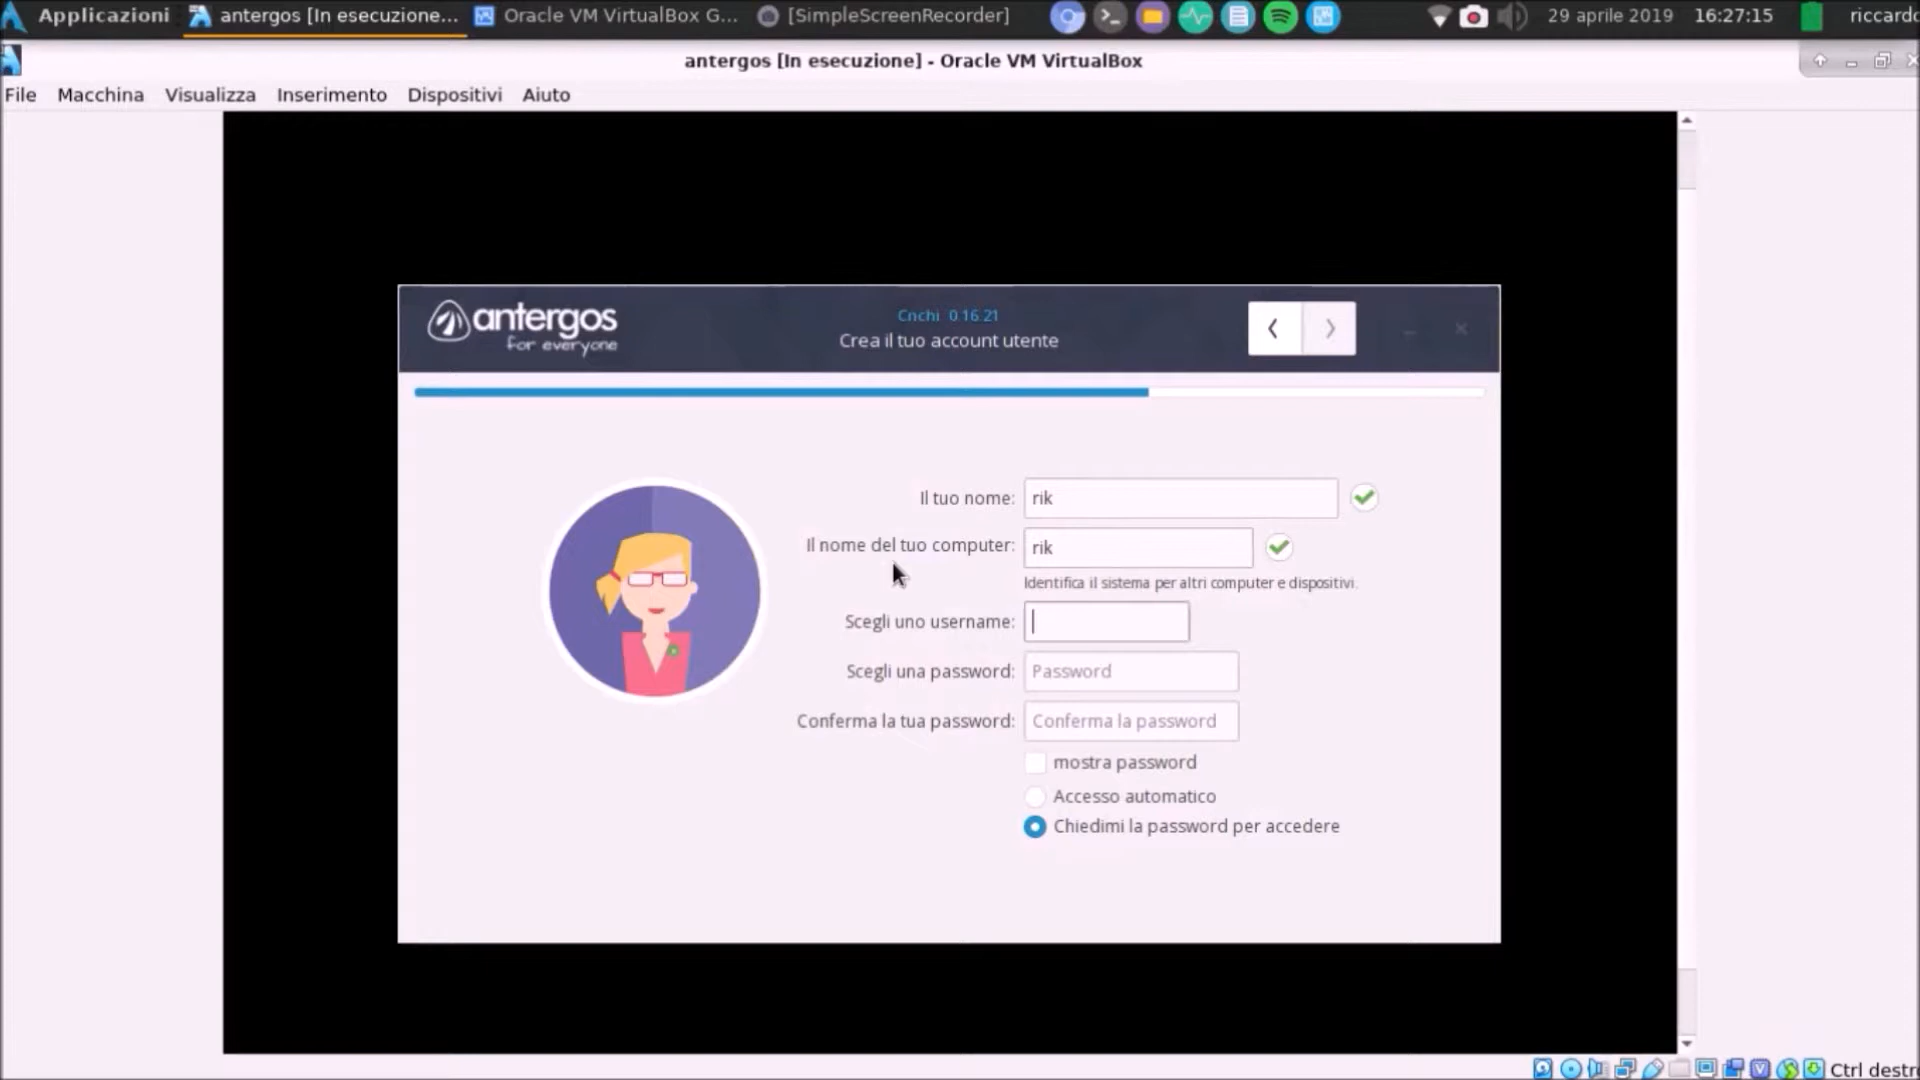 Applicazioni antergos [In esecuzione... Oracle VM VirtualBox G... [SimpleScreenRecorder] 29 aprile 2019 16:27:15 riccardo
antergos [In esecuzione] - Oracle VM VirtualBox
File Macchina Visualizza Inserimento Dispositivi Aiuto
antergos
for everyone
Cnchi 0.16.21
Crea il tuo account utente
Il tuo nome: rik
Il nome del tuo computer: rik
Identifica il sistema per altri computer e dispositivi.
Scegli uno username:
Scegli una password: Password
Conferma la tua password: Conferma la password
mostra password
Accesso automatico
Chiedimi la password per accedere
Ctrl destr